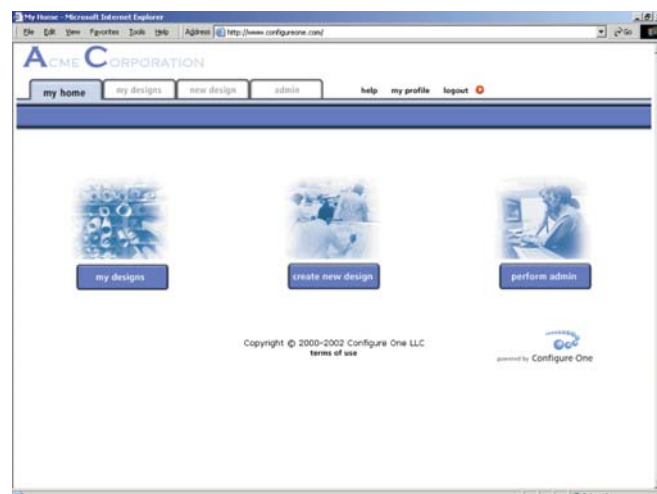 My Home - Microsoft Internet Explorer
File Edit View Favorites Tools Help Address http://www.configureone.com/ Go
ACME CORPORATION
my home my designs new design admin help my profile logout
my designs create new design perform admin
Copyright © 2000-2002 Configure One LLC
terms of use
powered by Configure One